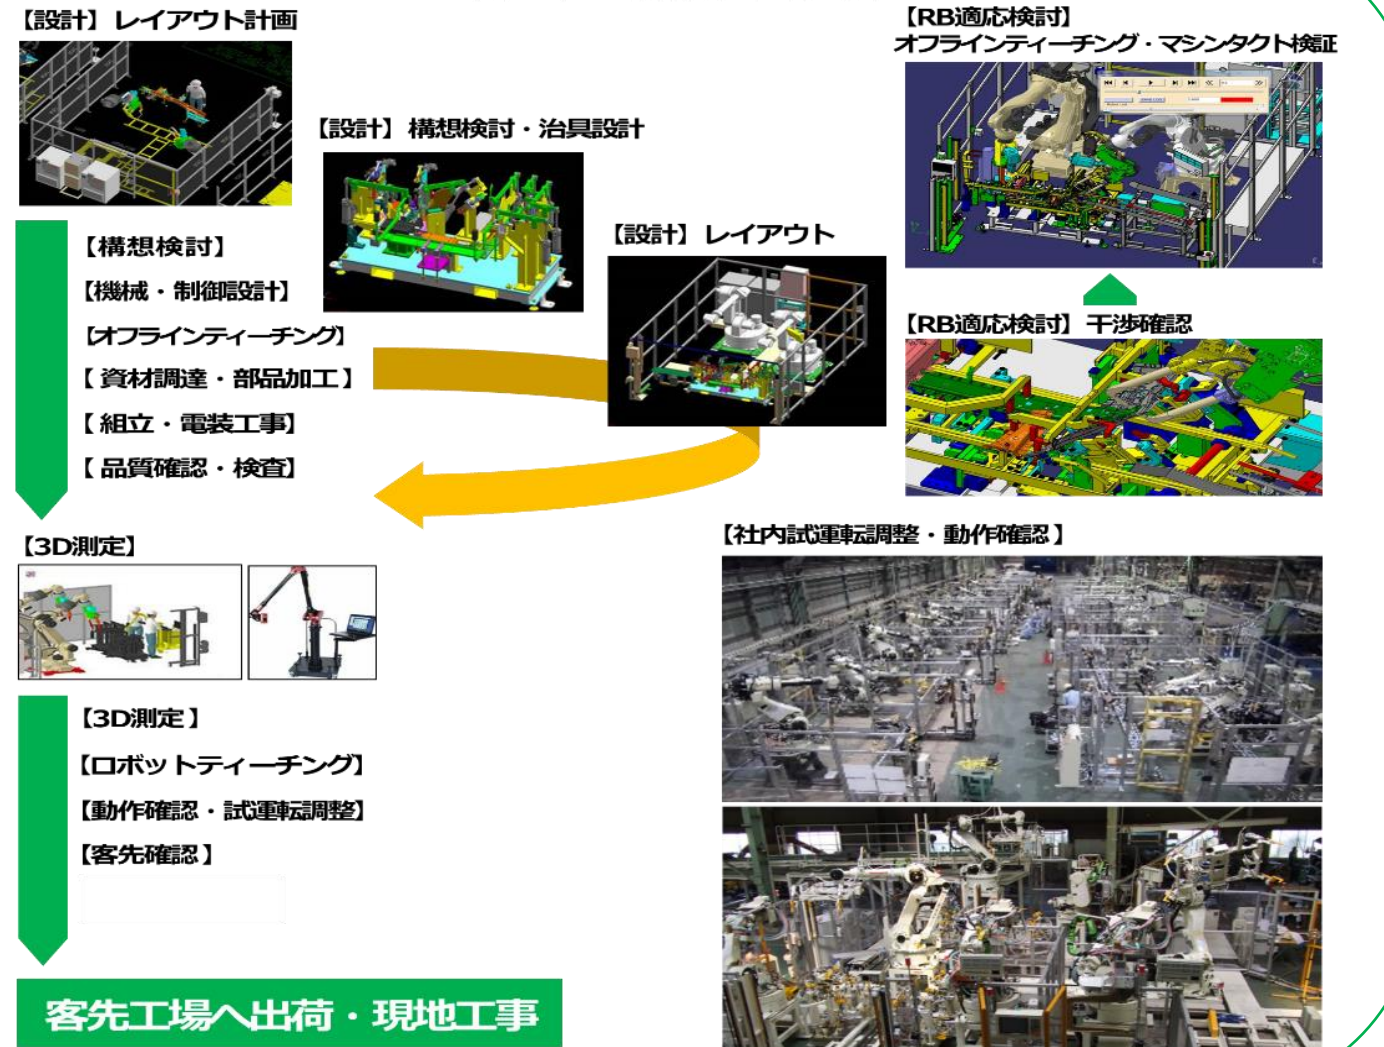 【設計】レイアウト計画
【設計】構想検討・治具設計
【設計】レイアウト
【RB適応検討】
オフラインティーチング・マシンタクト検証
【RB適応検討】干渉確認
【構想検討】
【機械・制御設計】
【オフラインティーチング】
【資材調達・部品加工】
【組立・電装工事】
【品質確認・検査】
【3D測定】
【社内試運転調整・動作確認】
【3D測定】
【ロボットティーチング】
【動作確認・試運転調整】
【客先確認】
客先工場へ出荷・現地工事